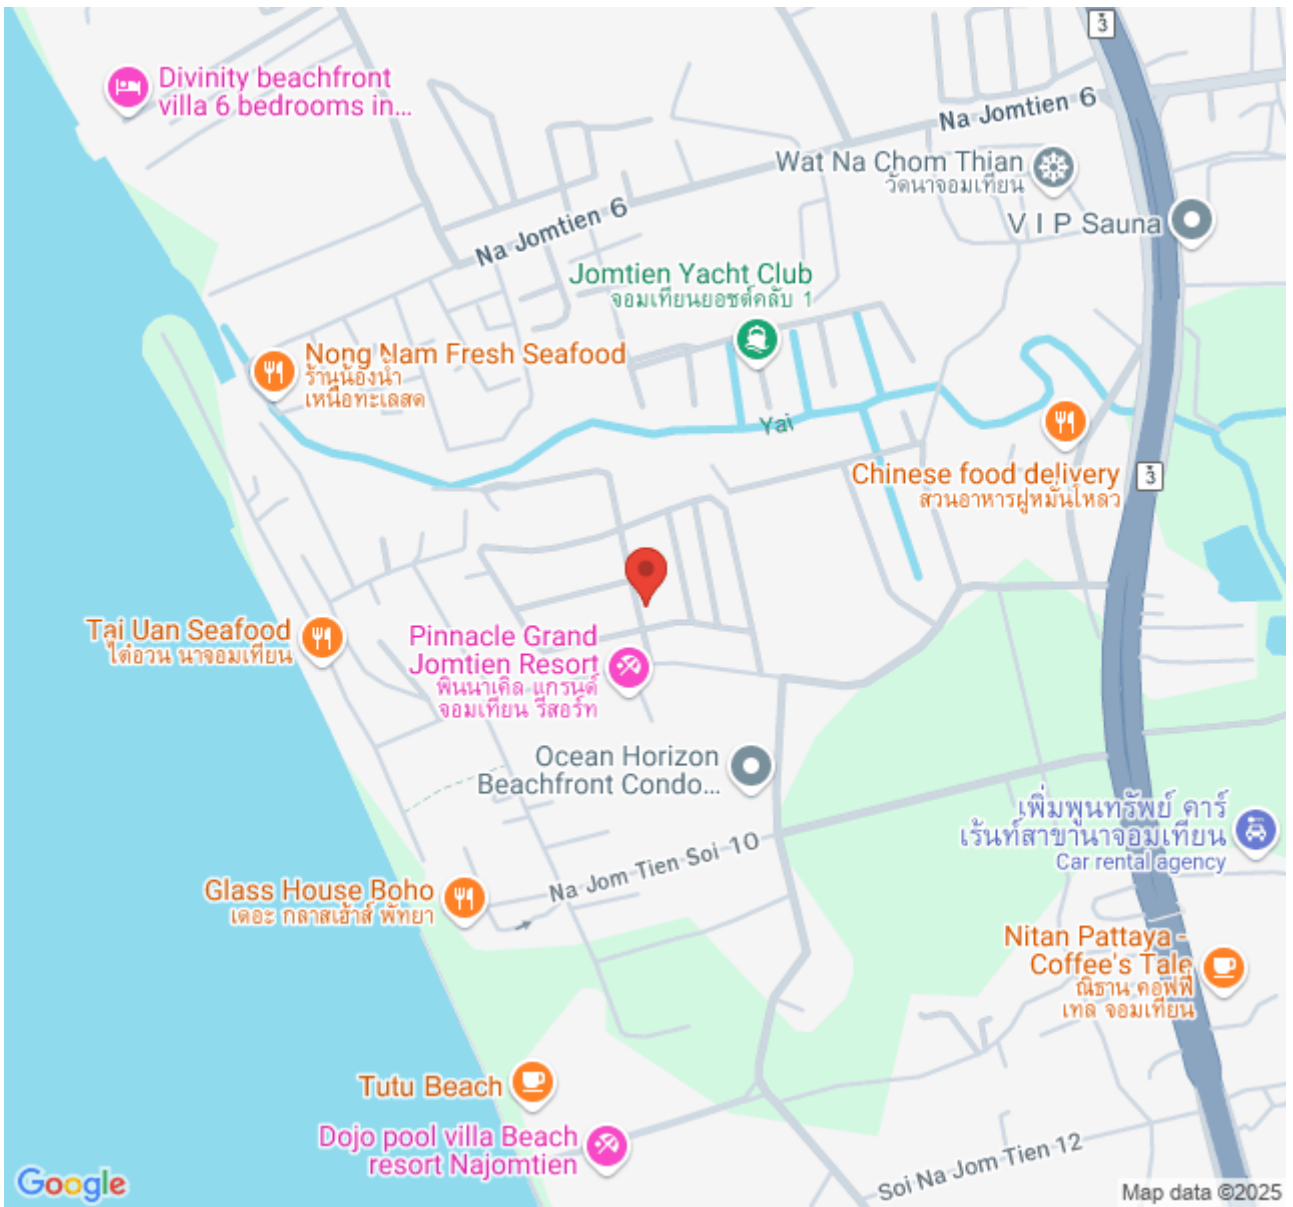 3
Divinity beachfront
villa 6 bedrooms in...
Na Jomtien 6
Wat Na Chom Thian
วัดนาจอมเทียน
Na Jomtien 6
V I P Sauna
Jomtien Yacht Club
จอมเทียนยอชต์คลับ 1
Nong Nam Fresh Seafood
ร้านน้องน้ำ
เหนือทะเลสด
Yai
Chinese food delivery
สวนอาหารฝูหมั่นโหลว
3
Tai Uan Seafood
ไต๋อ้วน นาจอมเทียน
Pinnacle Grand
Jomtien Resort
พินนาเคิล แกรนด์
จอมเทียน รีสอร์ท
Ocean Horizon
Beachfront Condo...
เพิ่มพูนทรัพย์ คาร์
เร้นท์สาขานาจอมเทียน
Car rental agency
Na Jom Tien Soi 10
Glass House Boho
เดอะ กลาสเฮ้าส์ พัทยา
Nitan Pattaya -
Coffee's Tale
ณิธาน คอฟฟี่
เทล จอมเทียน
Tutu Beach
Dojo pool villa Beach
resort Najomtien
Soi Na Jom Tien 12
Google
Map data ©2025